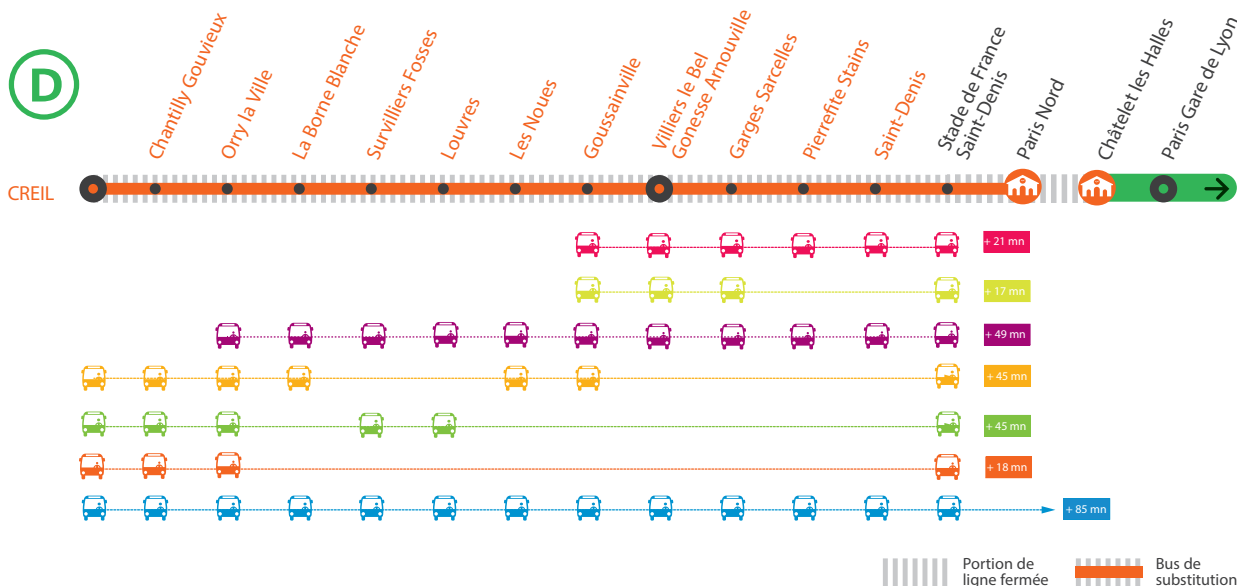 D
CREIL
Chantilly Gouvieux
Orry la Ville
La Borne Blanche
Survilliers Fosses
Louvres
Les Noues
Goussainville
Villiers le Bel
Gonesse Arnouville
Garges Sarcelles
Pierrefite Stains
Saint-Denis
Stade de France
Saint-Denis
Paris Nord
Châtelet les Halles
Paris Gare de Lyon
+ 21 mn
+ 17 mn
+ 49 mn
+ 45 mn
+ 45 mn
+ 18 mn
+ 85 mn
Portion de
ligne fermée
Bus de
substitution